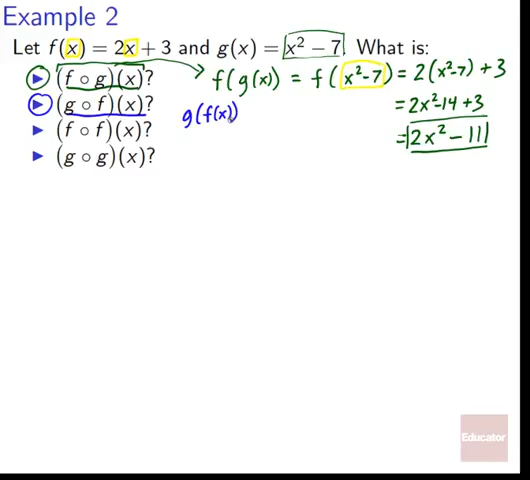 Example 2
Let f(x) = 2x + 3 and g(x) = x² − 7. What is:
▶ (f ∘ g)(x)? f(g(x)) = f(x²-7) = 2(x²-7) + 3
= 2x²-14+3
= 2x² - 11
▶ (g ∘ f)(x)? g(f(x))
▶ (f ∘ f)(x)?
▶ (g ∘ g)(x)?
Educator